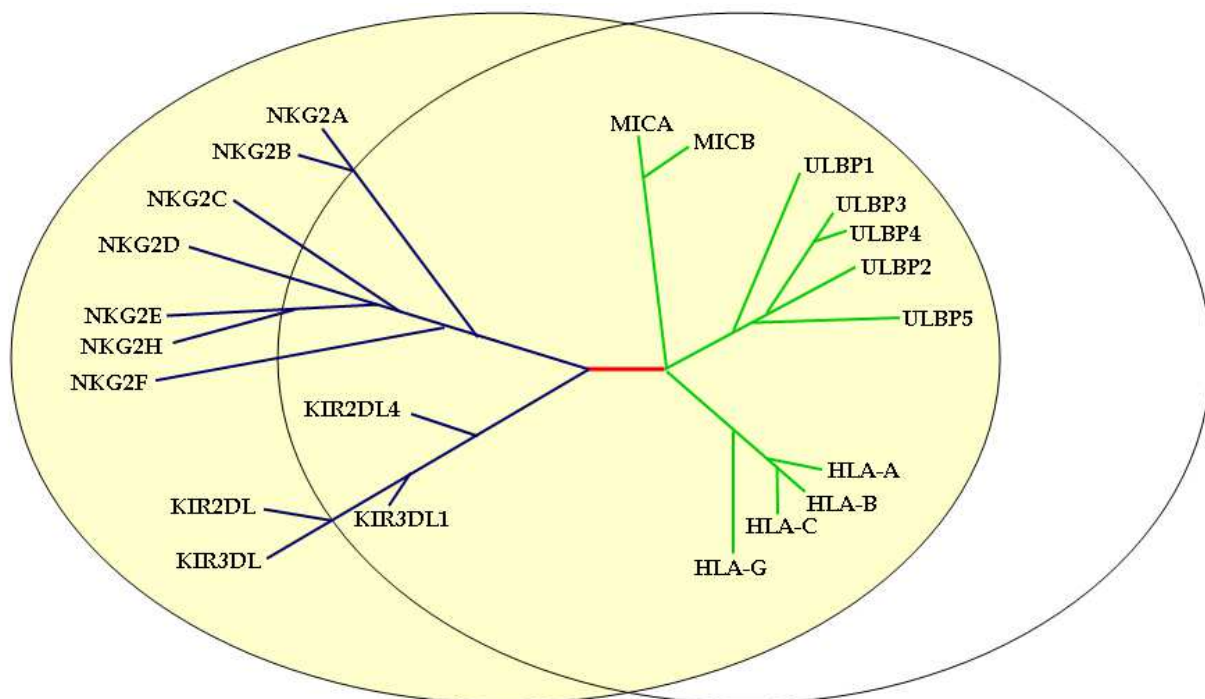 NKG2A
NKG2B
NKG2C
NKG2D
NKG2E
NKG2H
NKG2F
KIR2DL4
KIR2DL
KIR3DL1
KIR3DL
MICA
MICB
ULBP1
ULBP3
ULBP4
ULBP2
ULBP5
HLA-A
HLA-B
HLA-C
HLA-G